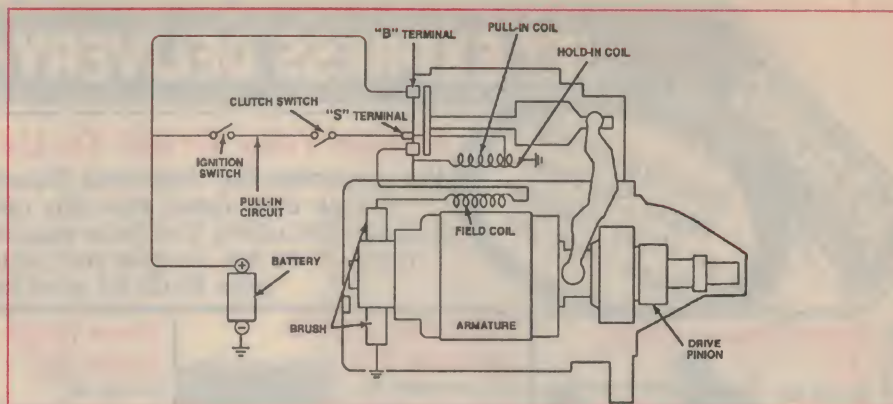 "B" TERMINAL
PULL-IN COIL
HOLD-IN COIL
CLUTCH SWITCH
"S" TERMINAL
IGNITION
SWITCH
PULL-IN
CIRCUIT
FIELD COIL
BATTERY
BRUSH
ARMATURE
DRIVE
PINION